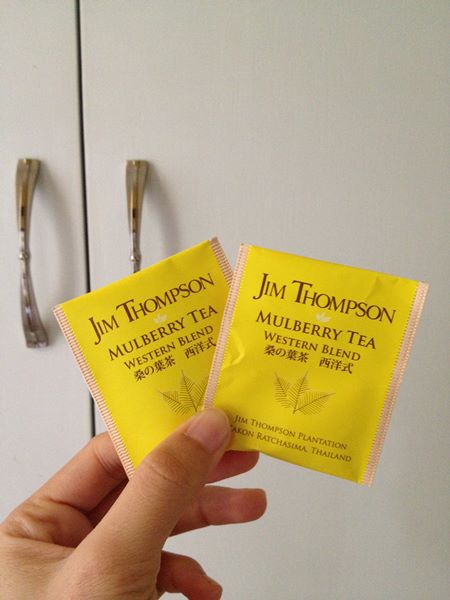 JIM THOMPSON
MULBERRY TEA
WESTERN BLEND
桑の葉茶 西洋式
JIM THOMPSON
MULBERRY TEA
WESTERN BLEND
桑の葉茶 西洋式
JIM THOMPSON PLANTATION
AKON RATCHASIMA, THAILAND